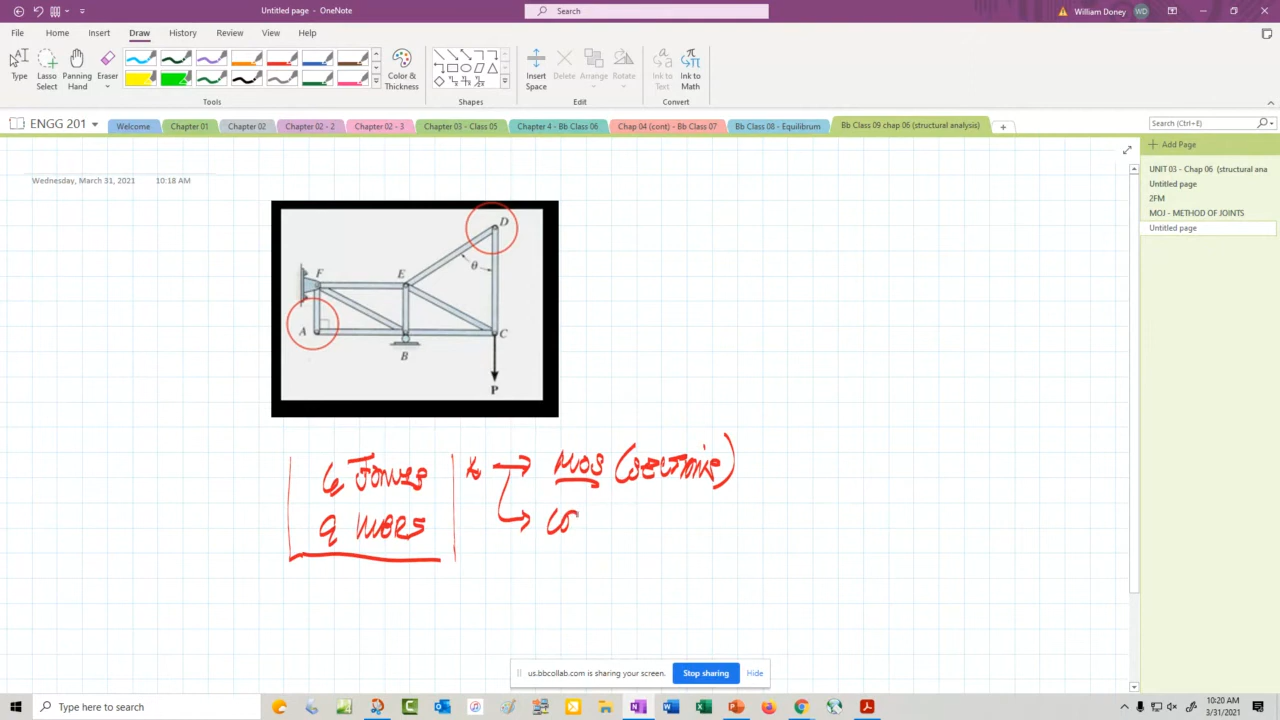 Untitled page - OneNote
Search
William Doney
WD
File
Home
Insert
Draw
History
Review
View
Help
Type
Lasso Select
Panning Hand
Eraser
Color & Thickness
Insert Space
Delete
Arrange
Rotate
Ink to Text
Ink to Math
Tools
Shapes
Edit
Convert
ENGG 201
Welcome
Chapter 01
Chapter 02
Chapter 02 - 2
Chapter 02 - 3
Chapter 03 - Class 05
Chapter 4 - Bb Class 06
Chap 04 (cont) - Bb Class 07
Bb Class 08 - Equilibrum
Bb Class 09 chap 06 (structural analysis)
Search (Ctrl+E)
Add Page
UNIT 03 - Chap 06 (structural ana
Untitled page
2FM
MOJ - METHOD OF JOINTS
Untitled page
Wednesday, March 31, 2021
10:18 AM
D
θ
F
E
A
C
B
P
6
9 MBRS
MOS
CO
us.bbcollab.com is sharing your screen.
Stop sharing
Hide
Type here to search
10:20 AM
3/31/2021